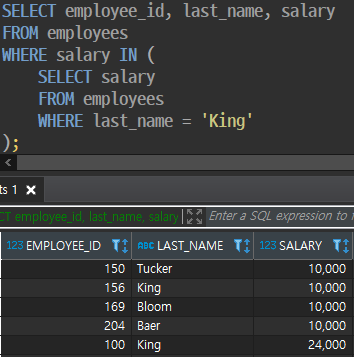 SELECT employee_id, last_name, salary
FROM employees
WHERE salary IN (
    SELECT salary
    FROM employees
    WHERE last_name = 'King'
);
ts 1
CT employee_id, last_name, salary Enter a SQL expression to f
123 EMPLOYEE_ID ABC LAST_NAME 123 SALARY
150 Tucker 10,000
156 King 10,000
169 Bloom 10,000
204 Baer 10,000
100 King 24,000